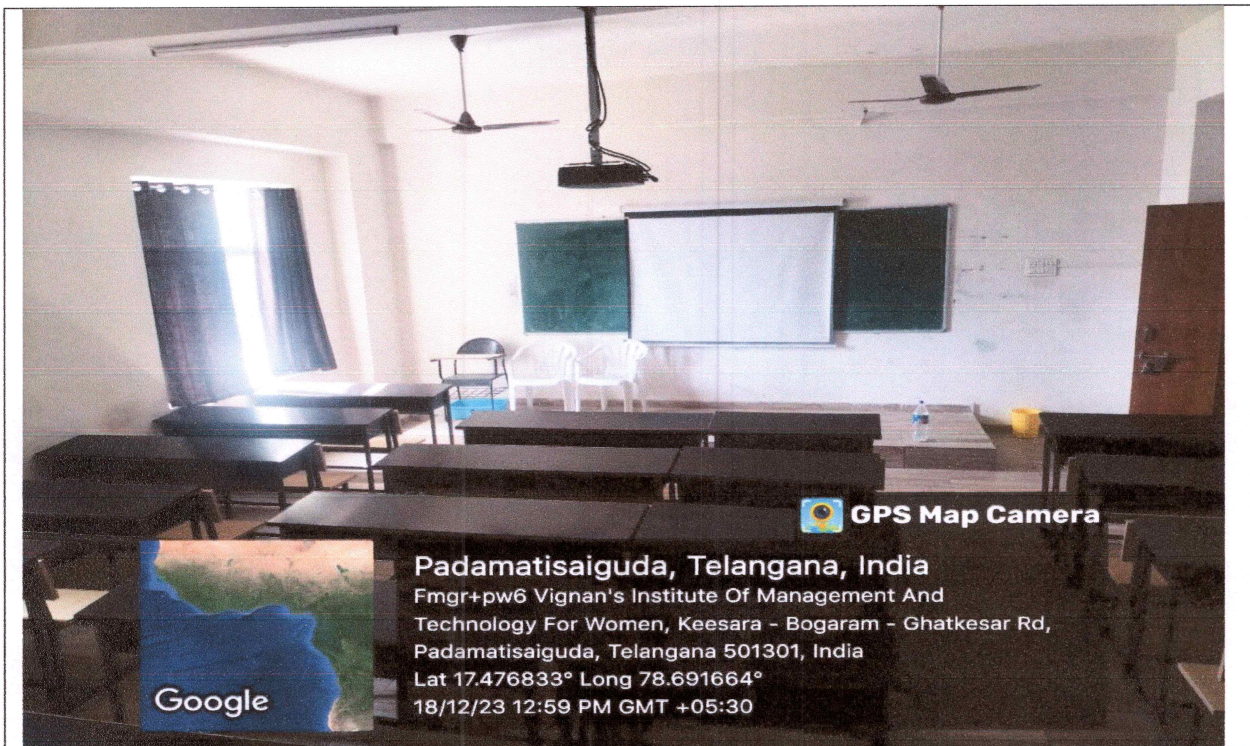 GPS Map Camera
Padamatisaiguda, Telangana, India
Fmgr+pw6 Vignan's Institute Of Management And
Technology For Women, Keesara - Bogaram - Ghatkesar Rd,
Padamatisaiguda, Telangana 501301, India
Lat 17.476833° Long 78.691664°
18/12/23 12:59 PM GMT +05:30
Google